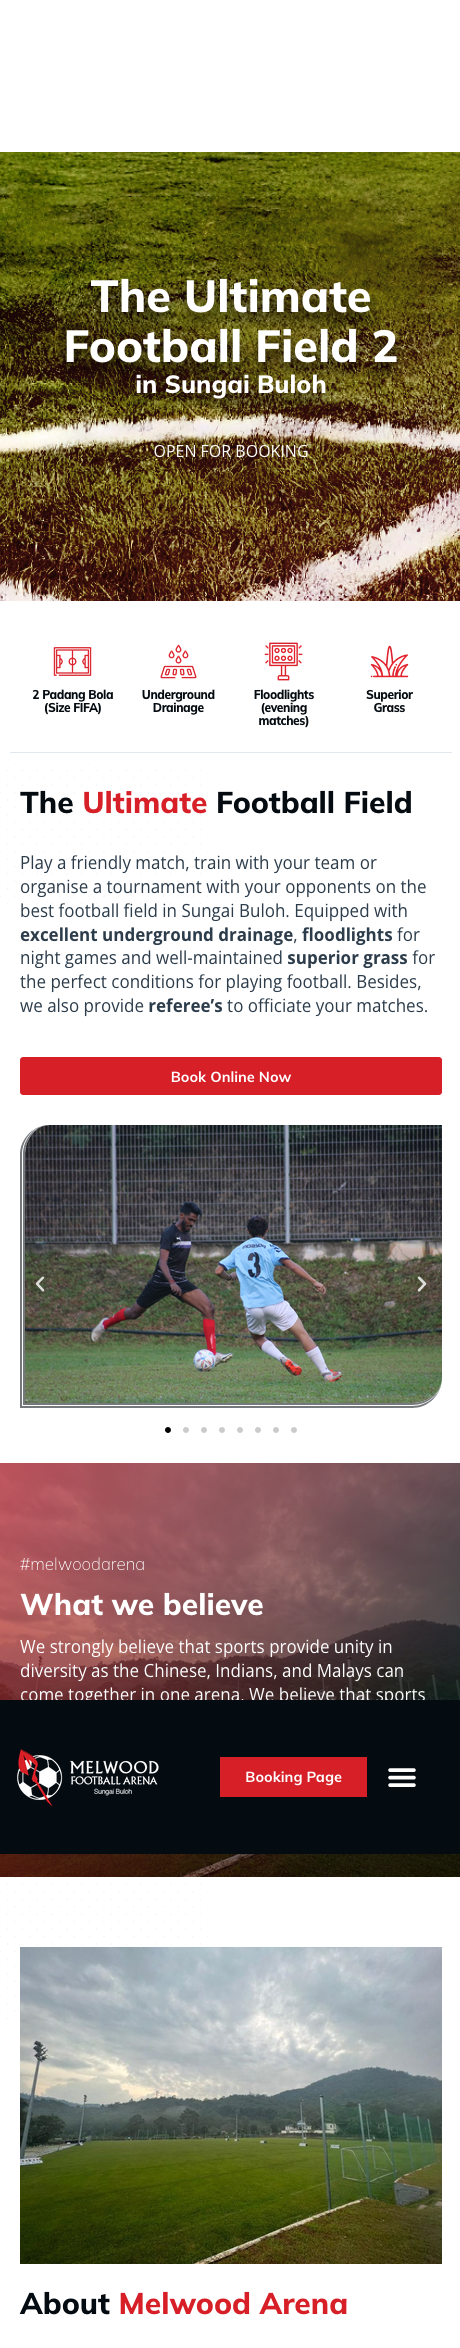 The Ultimate
Football Field 2
in Sungai Buloh
OPEN FOR BOOKING
2 Padang Bola
(Size FIFA)
Underground
Drainage
Floodlights
(evening
matches)
Superior
Grass
The Ultimate Football Field
Play a friendly match, train with your team or
organise a tournament with your opponents on the
best football field in Sungai Buloh. Equipped with
excellent underground drainage, floodlights for
night games and well-maintained superior grass for
the perfect conditions for playing football. Besides,
we also provide referee’s to officiate your matches.
Book Online Now
3
#melwoodarena
What we believe
We strongly believe that sports provide unity in
diversity as the Chinese, Indians, and Malays can
come together in one arena. We believe that sports
MELWOOD
FOOTBALL ARENA
Sungai Buloh
Booking Page
About Melwood Arena